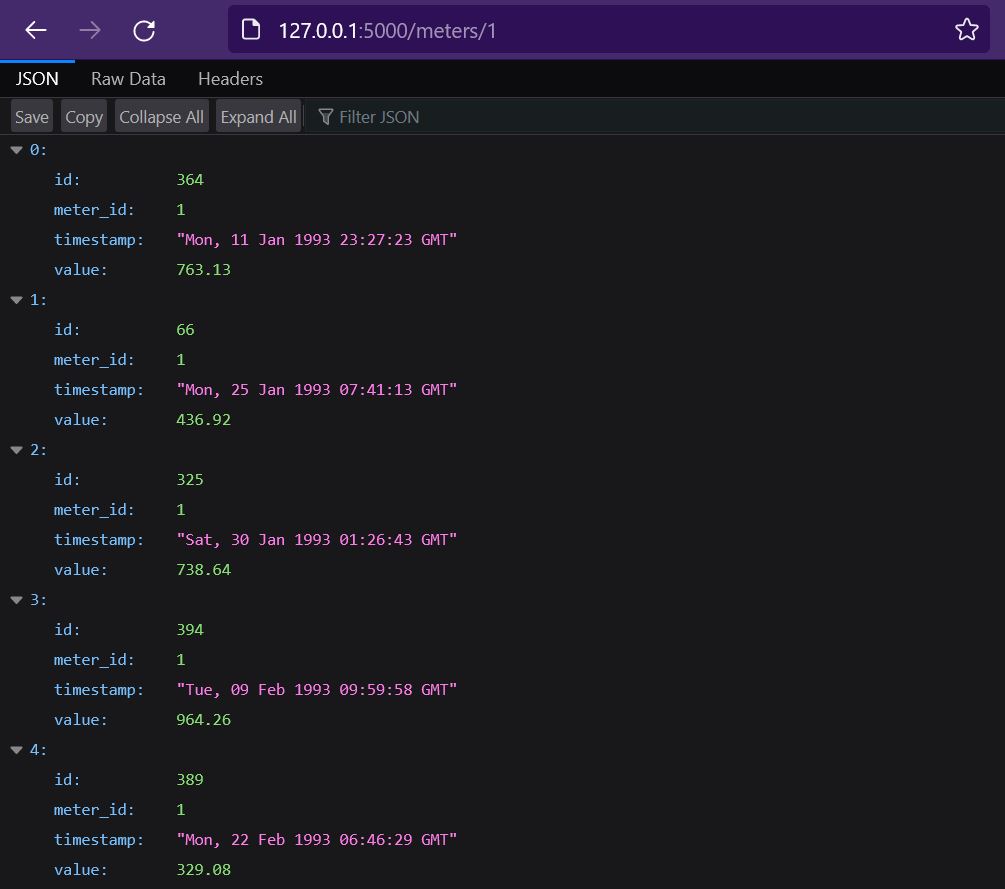 127.0.0.1:5000/meters/1
JSON Raw Data Headers
Save Copy Collapse All Expand All Filter JSON
0:
id: 364
meter_id: 1
timestamp: "Mon, 11 Jan 1993 23:27:23 GMT"
value: 763.13
1:
id: 66
meter_id: 1
timestamp: "Mon, 25 Jan 1993 07:41:13 GMT"
value: 436.92
2:
id: 325
meter_id: 1
timestamp: "Sat, 30 Jan 1993 01:26:43 GMT"
value: 738.64
3:
id: 394
meter_id: 1
timestamp: "Tue, 09 Feb 1993 09:59:58 GMT"
value: 964.26
4:
id: 389
meter_id: 1
timestamp: "Mon, 22 Feb 1993 06:46:29 GMT"
value: 329.08